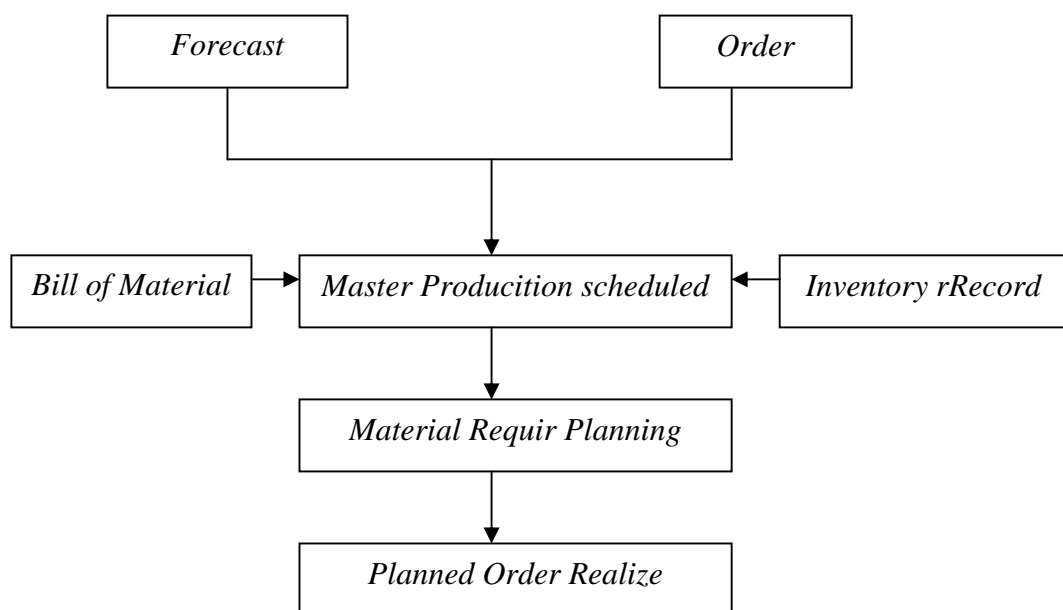 Forecast
Order
Bill of Material
Master Producition scheduled
Inventory rRecord
Material Requir Planning
Planned Order Realize